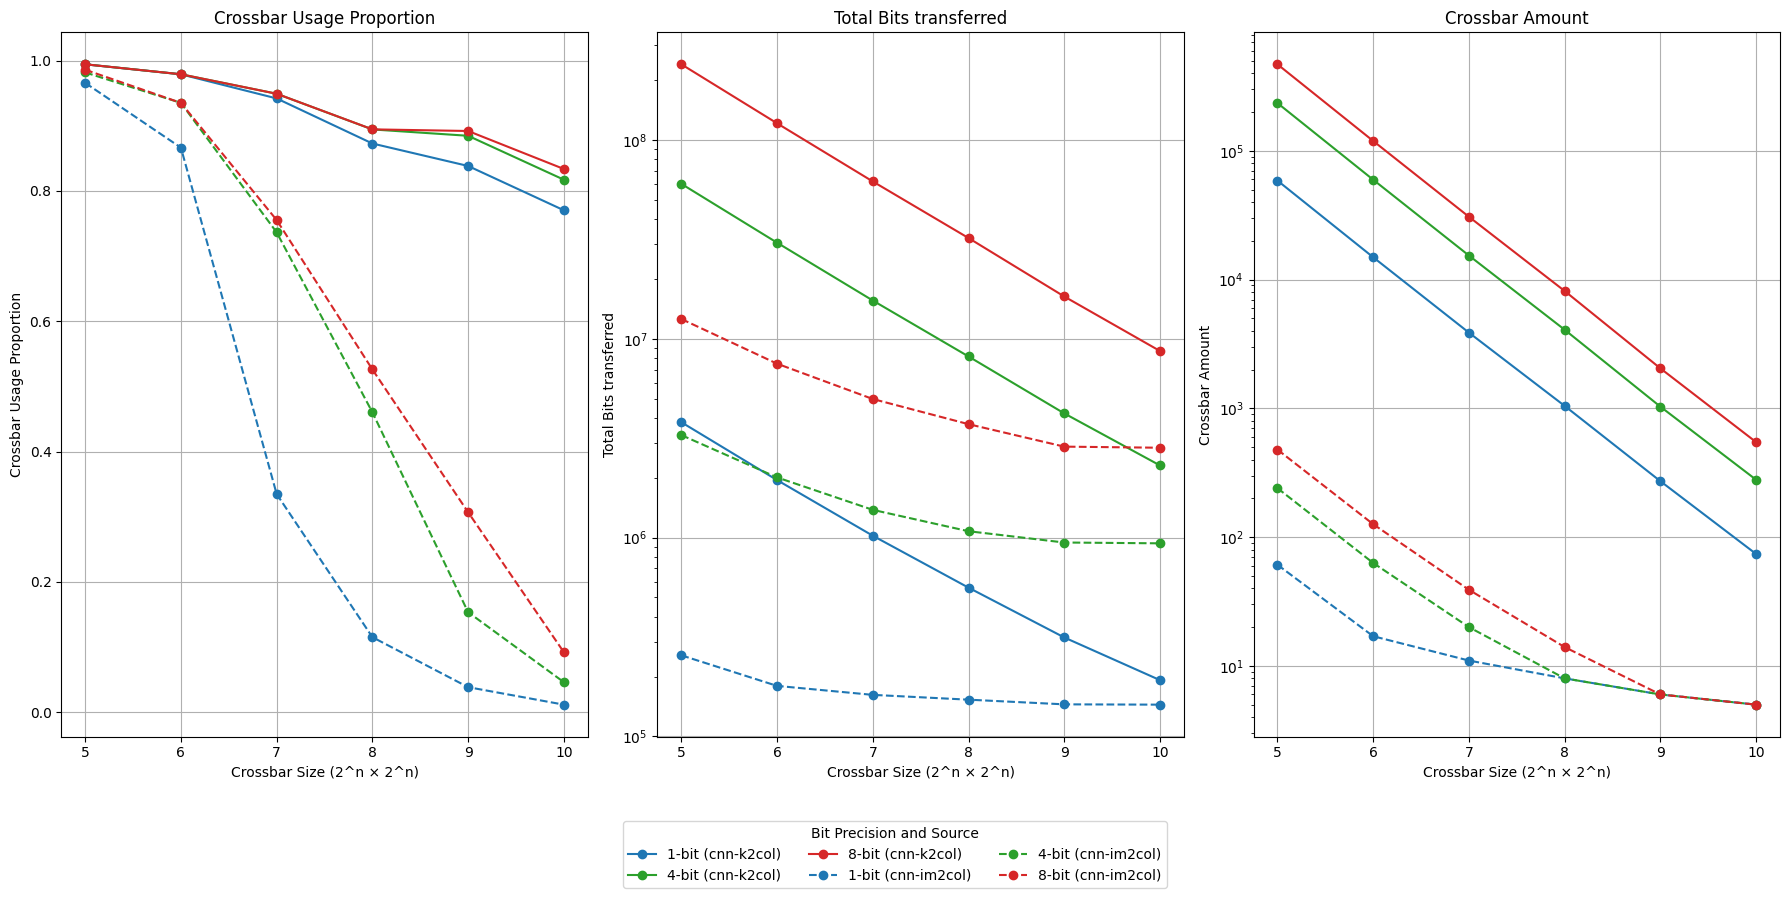 Crossbar Usage Proportion
Total Bits transferred
Crossbar Amount
Crossbar Usage Proportion
1.0
0.8
0.6
0.4
0.2
0.0
5 6 7 8 9 10
Crossbar Size (2^n × 2^n)
Total Bits transferred
10^8
10^7
10^6
10^5
5 6 7 8 9 10
Crossbar Size (2^n × 2^n)
Crossbar Amount
10^5
10^4
10^3
10^2
10^1
5 6 7 8 9 10
Crossbar Size (2^n × 2^n)
Bit Precision and Source
1-bit (cnn-k2col) 8-bit (cnn-k2col) 4-bit (cnn-im2col)
4-bit (cnn-k2col) 1-bit (cnn-im2col) 8-bit (cnn-im2col)